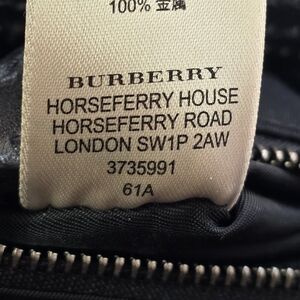 100% 金属
BURBERRY
HORSEFERRY HOUSE
HORSEFERRY ROAD
LONDON SW1P 2AW
3735991
61A